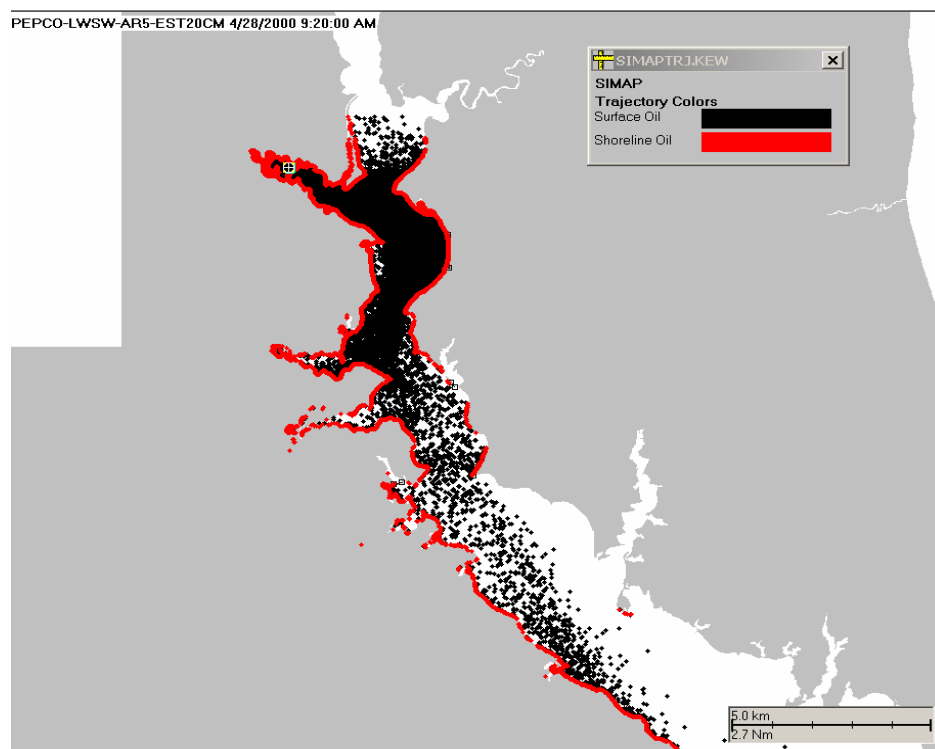 PEPCO-LWSW-AR5-EST20CM 4/28/2000 9:20:00 AM
SIMAPTRJ.KEW
SIMAP
Trajectory Colors
Surface Oil
Shoreline Oil
5.0 km
2.7 Nm